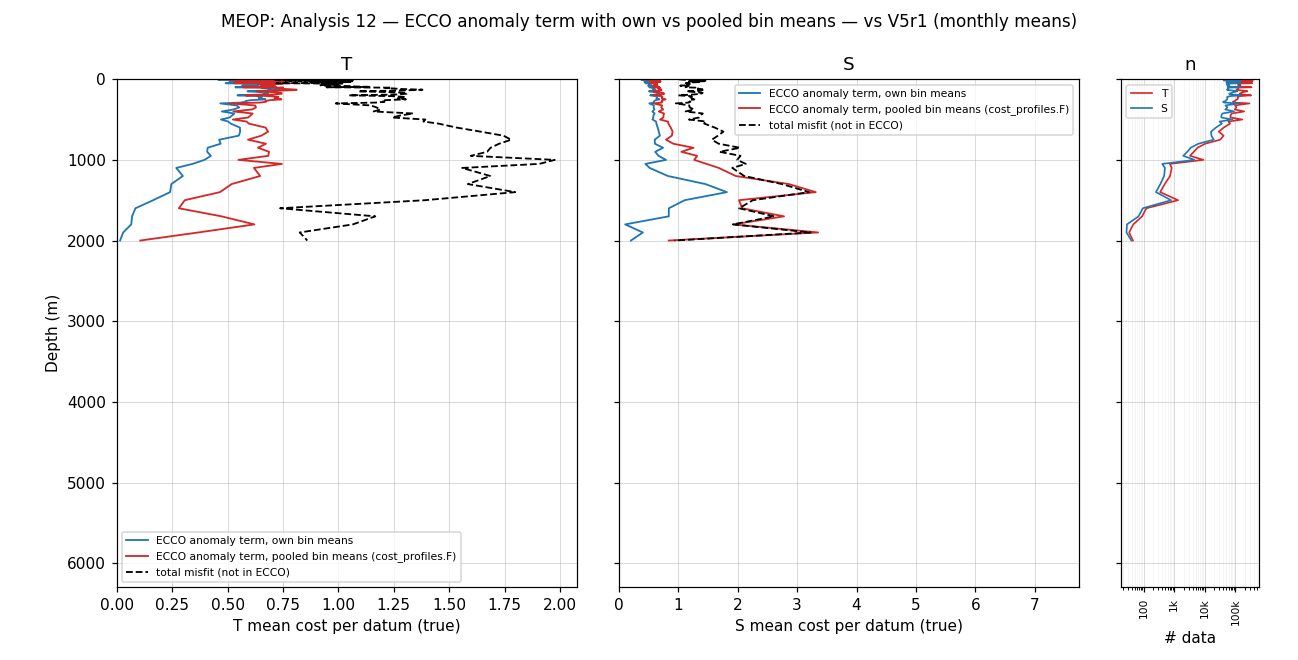 MEOP: Analysis 12 — ECCO anomaly term with own vs pooled bin means — vs V5r1 (monthly means)
T
S
n
0
1000
2000
3000
4000
5000
6000
Depth (m)
ECCO anomaly term, own bin means
ECCO anomaly term, pooled bin means (cost_profiles.F)
total misfit (not in ECCO)
0.00 0.25 0.50 0.75 1.00 1.25 1.50 1.75 2.00
T mean cost per datum (true)
ECCO anomaly term, own bin means
ECCO anomaly term, pooled bin means (cost_profiles.F)
total misfit (not in ECCO)
0 1 2 3 4 5 6 7
S mean cost per datum (true)
T
S
100 1k 10k 100k
# data